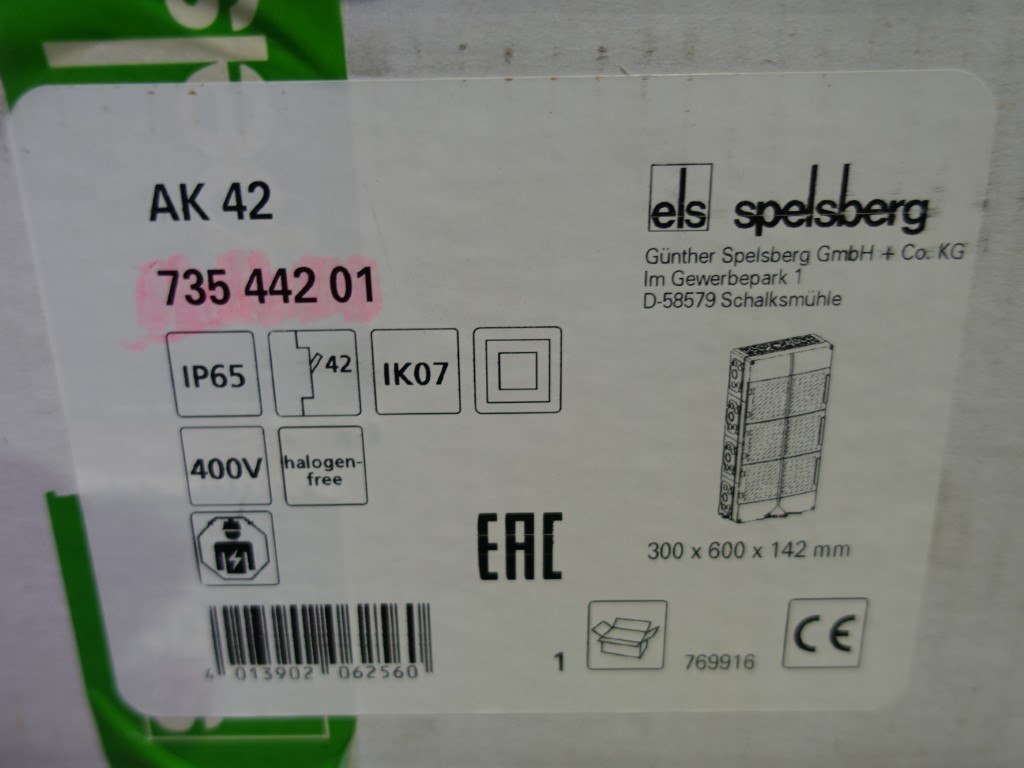 AK 42
735 442 01
IP65
42
IK07
400V
halogen-
free
els spelsberg
Günther Spelsberg GmbH + Co. KG
Im Gewerbepark 1
D-58579 Schalksmühle
300 x 600 x 142 mm
EAC
4 013902 062560
1
769916
CE